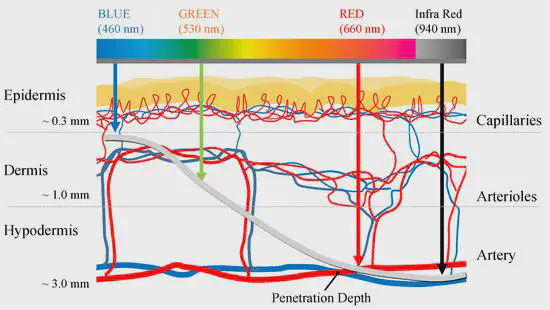 BLUE
(460 nm)
GREEN
(530 nm)
RED
(660 nm)
Infra Red
(940 nm)
Epidermis
~ 0.3 mm
Capillaries
Dermis
~ 1.0 mm
Arterioles
Hypodermis
Artery
~ 3.0 mm
Penetration Depth